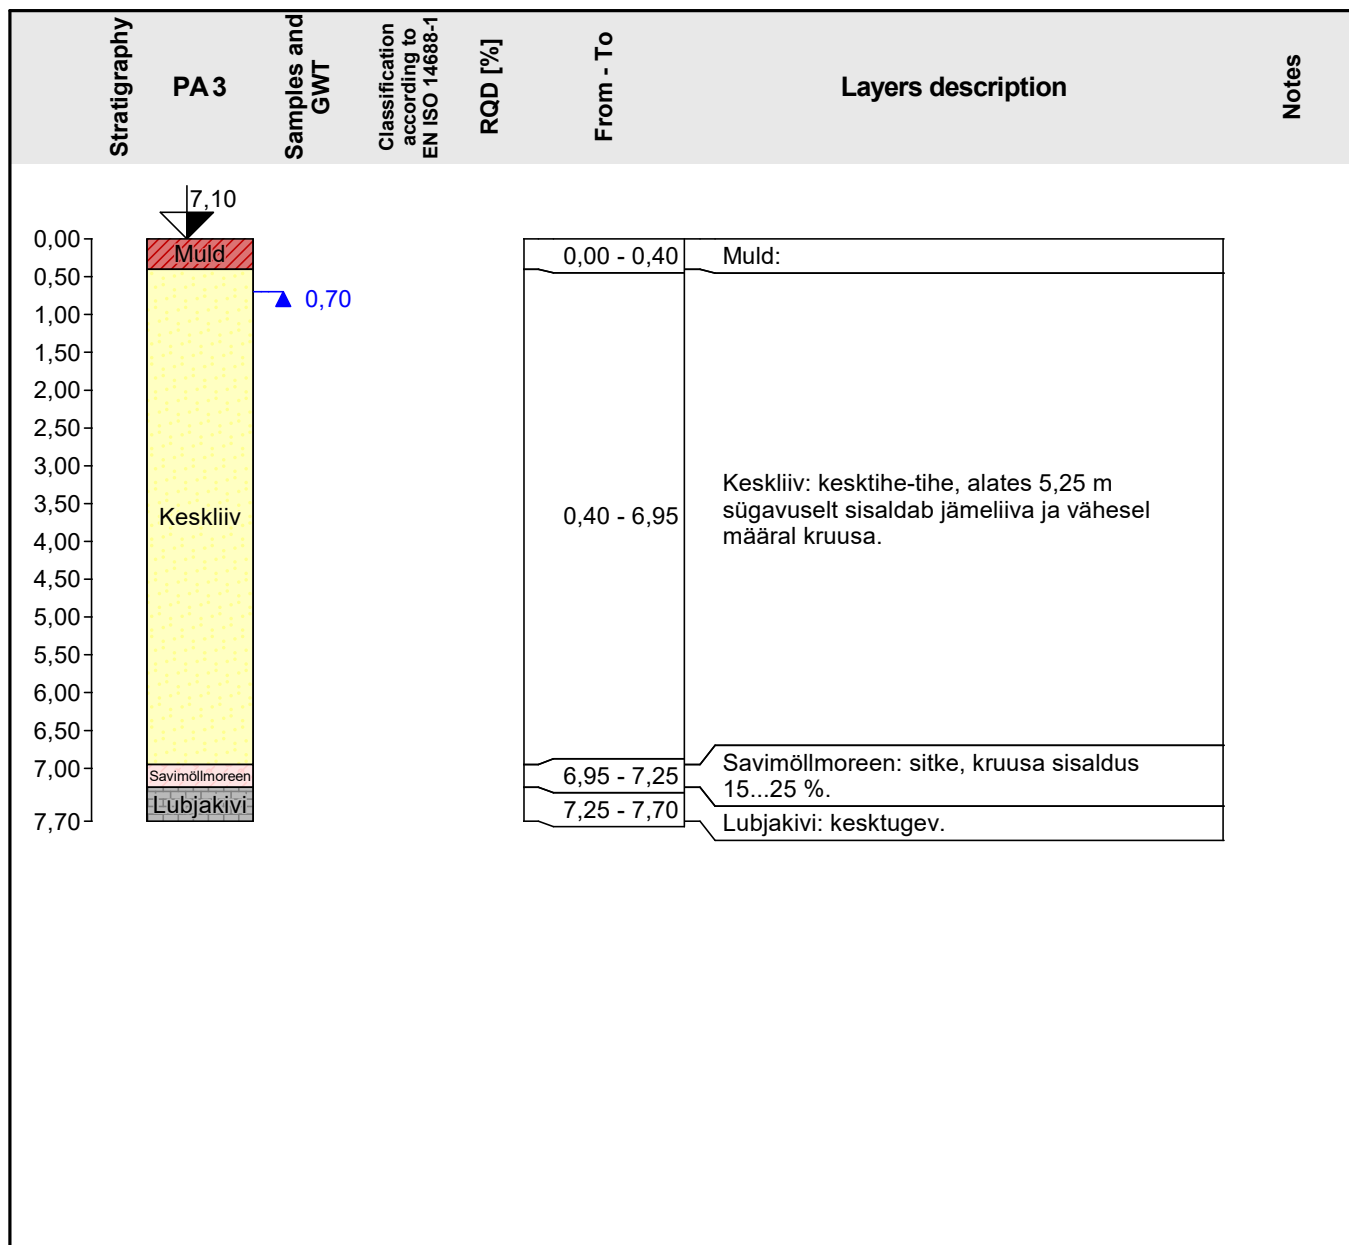 Stratigraphy
PA 3
Samples and
GWT
Classification
according to
EN ISO 14688-1
RQD [%]
From - To
Layers description
Notes
7,10
0,00
0,50
1,00
1,50
2,00
2,50
3,00
3,50
4,00
4,50
5,00
5,50
6,00
6,50
7,00
7,70
Muld
Keskliiv
Savimöllmoreen
Lubjakivi
0,70
0,00 - 0,40
Muld:
0,40 - 6,95
Keskliiv: kesktihe-tihe, alates 5,25 m
sügavuselt sisaldab jämeliiva ja vähesel
määral kruusa.
6,95 - 7,25
Savimöllmoreen: sitke, kruusa sisaldus
15...25 %.
7,25 - 7,70
Lubjakivi: kesktugev.